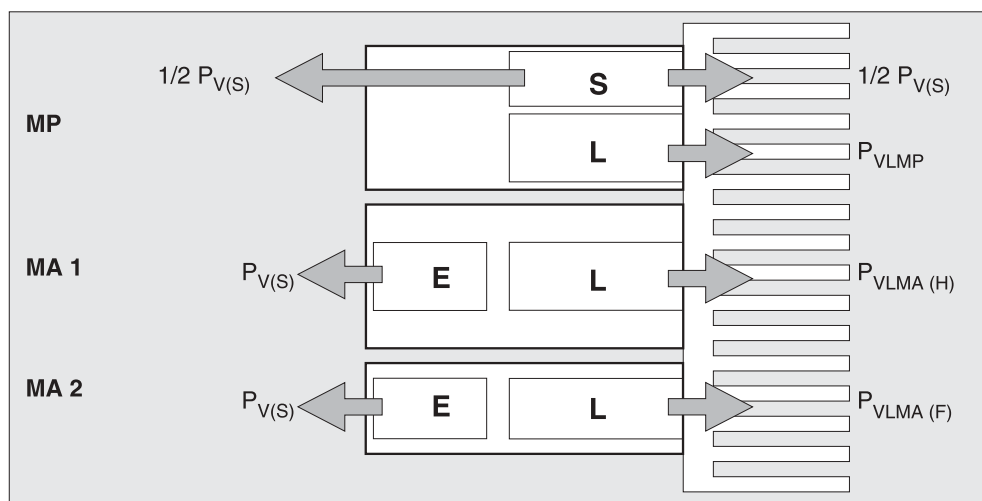 1/2 P_V(S) S 1/2 P_V(S)
MP
L P_VLMP
MA 1 P_V(S) E L P_VLMA (H)
MA 2 P_V(S) E L P_VLMA (F)